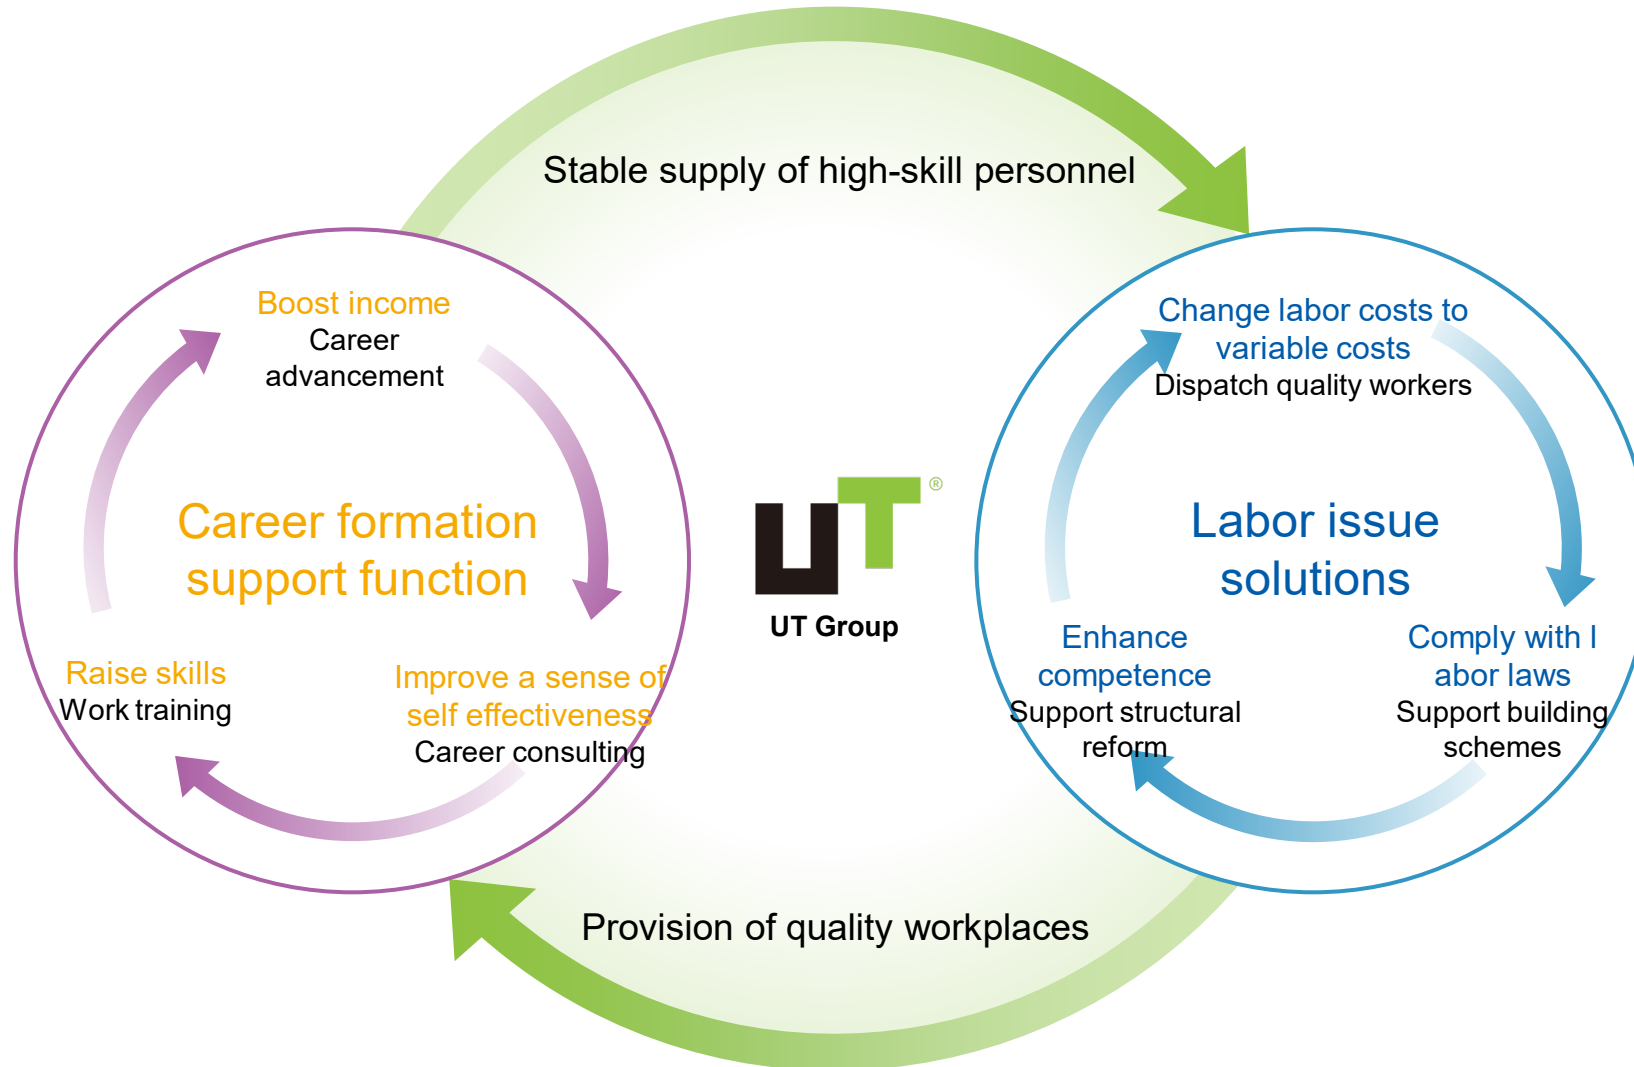 Stable supply of high-skill personnel
Boost income
Career
advancement
Career formation
support function
Raise skills
Work training
Improve a sense of
self effectiveness
Career consulting
UT®
UT Group
Change labor costs to
variable costs
Dispatch quality workers
Labor issue
solutions
Enhance
competence
Support structural
reform
Comply with l
abor laws
Support building
schemes
Provision of quality workplaces